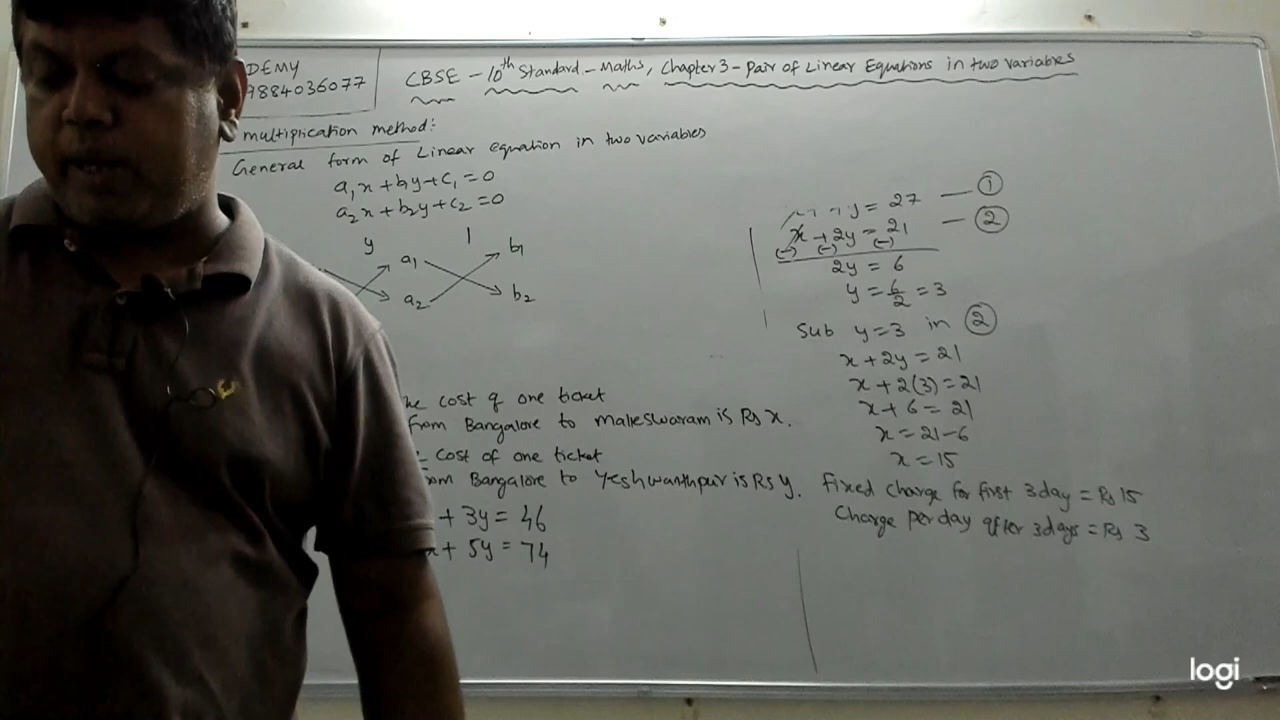 DEMY
9884036077
CBSE - 10th Standard - Maths, Chapter 3 - Pair of Linear Equations in two variables
multiplication method:
General form of Linear equation in two variables
a₁x + by + c₁ = 0
a₂x + b₂y + c₂ = 0
y 1
a₁ b₁
a₂ b₂
he cost of one ticket
from Bangalore to malleswaram is Rs x.
cost of one ticket
om Bangalore to Yeshwanthpur is Rs y.
+ 3y = 46
x + 5y = 74
y = 27 — ①
x + 2y = 21 — ②
(-) (-) (-)
2y = 6
y = 6/2 = 3
Sub y = 3 in ②
x + 2y = 21
x + 2(3) = 21
x + 6 = 21
x = 21 - 6
x = 15
Fixed charge for first 3 day = Rs 15
Charge per day after 3 days = Rs 3
logi